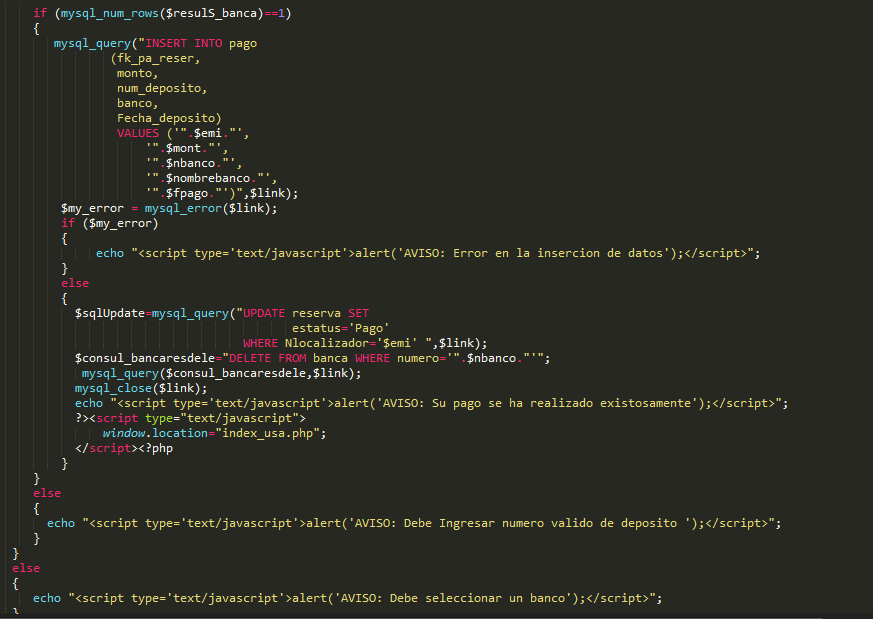 if (mysql_num_rows($resulS_banca)==1)
{
mysql_query("INSERT INTO pago
(fk_pa_reser,
monto,
num_deposito,
banco,
Fecha_deposito)
VALUES ('".$emi."',
'".$mont."',
'".$nbanco."',
'".$nombrebanco."',
'".$fpago."')",$link);
$my_error = mysql_error($link);
if ($my_error)
{
echo "<script type='text/javascript'>alert('AVISO: Error en la insercion de datos');</script>";
}
else
{
$sqlUpdate=mysql_query("UPDATE reserva SET
estatus='Pago'
WHERE Nlocalizador='$emi' ",$link);
$consul_bancaresdele="DELETE FROM banca WHERE numero='".$nbanco."'";
mysql_query($consul_bancaresdele,$link);
mysql_close($link);
echo "<script type='text/javascript'>alert('AVISO: Su pago se ha realizado existosamente');</script>";
?><script type="text/javascript">
window.location="index_usa.php";
</script><?php
}
}
else
{
echo "<script type='text/javascript'>alert('AVISO: Debe Ingresar numero valido de deposito ');</script>";
}
}
else
{
echo "<script type='text/javascript'>alert('AVISO: Debe seleccionar un banco');</script>";
}